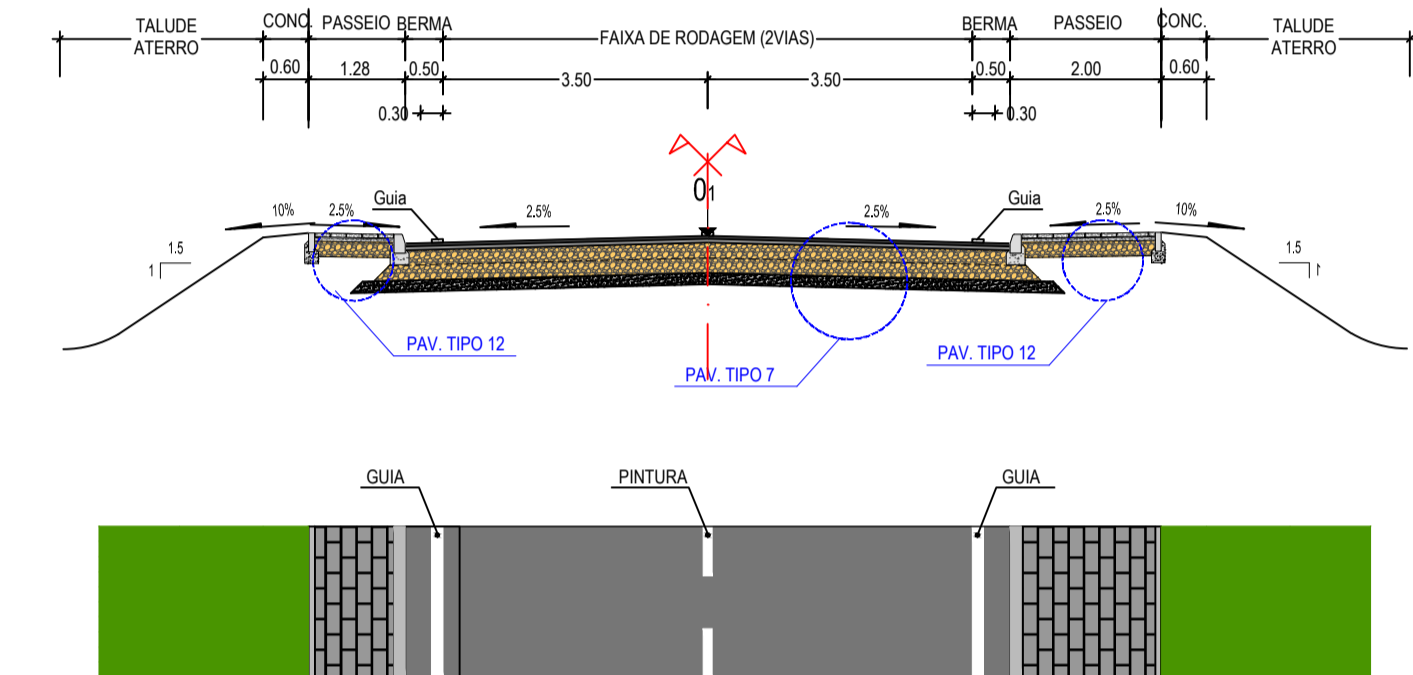 TALUDE
ATERRO
CONC. PASSEIO BERMA
FAIXA DE RODAGEM (2VIAS)
BERMA PASSEIO CONC.
TALUDE
ATERRO
0.60 1.28 0.50 3.50 3.50 0.50 2.00 0.60
0.30 0.30
01
Guia Guia
10% 2.5% 2.5% 2.5% 2.5% 10%
1.5 1.5
1 1
PAV. TIPO 12
PAV. TIPO 7
PAV. TIPO 12
GUIA PINTURA GUIA